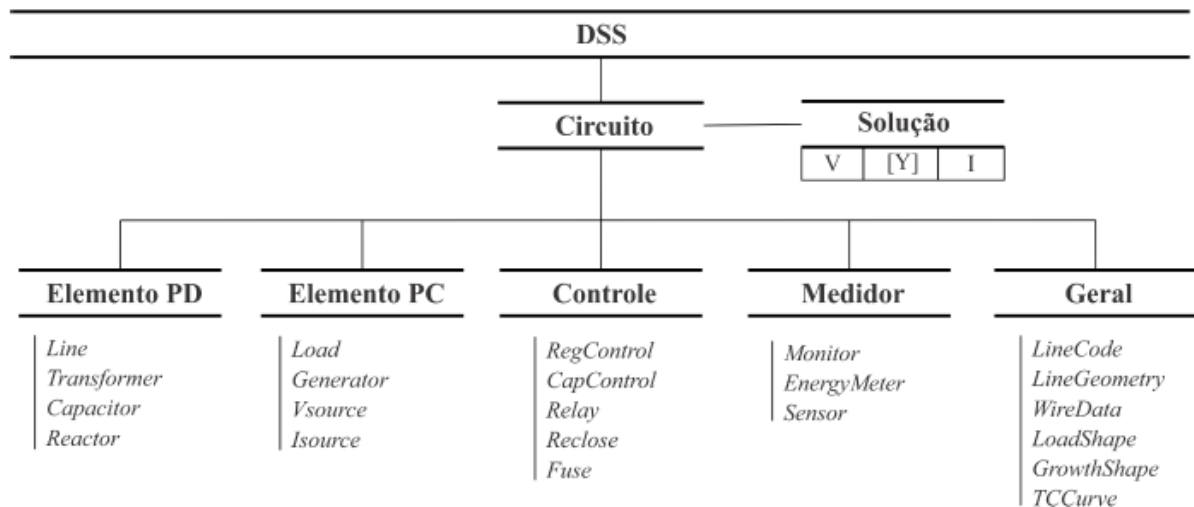 DSS
Circuito
Solução
V [Y] I
Elemento PD
Line
Transformer
Capacitor
Reactor
Elemento PC
Load
Generator
Vsource
Isource
Controle
RegControl
CapControl
Relay
Reclose
Fuse
Medidor
Monitor
EnergyMeter
Sensor
Geral
LineCode
LineGeometry
WireData
LoadShape
GrowthShape
TCCurve